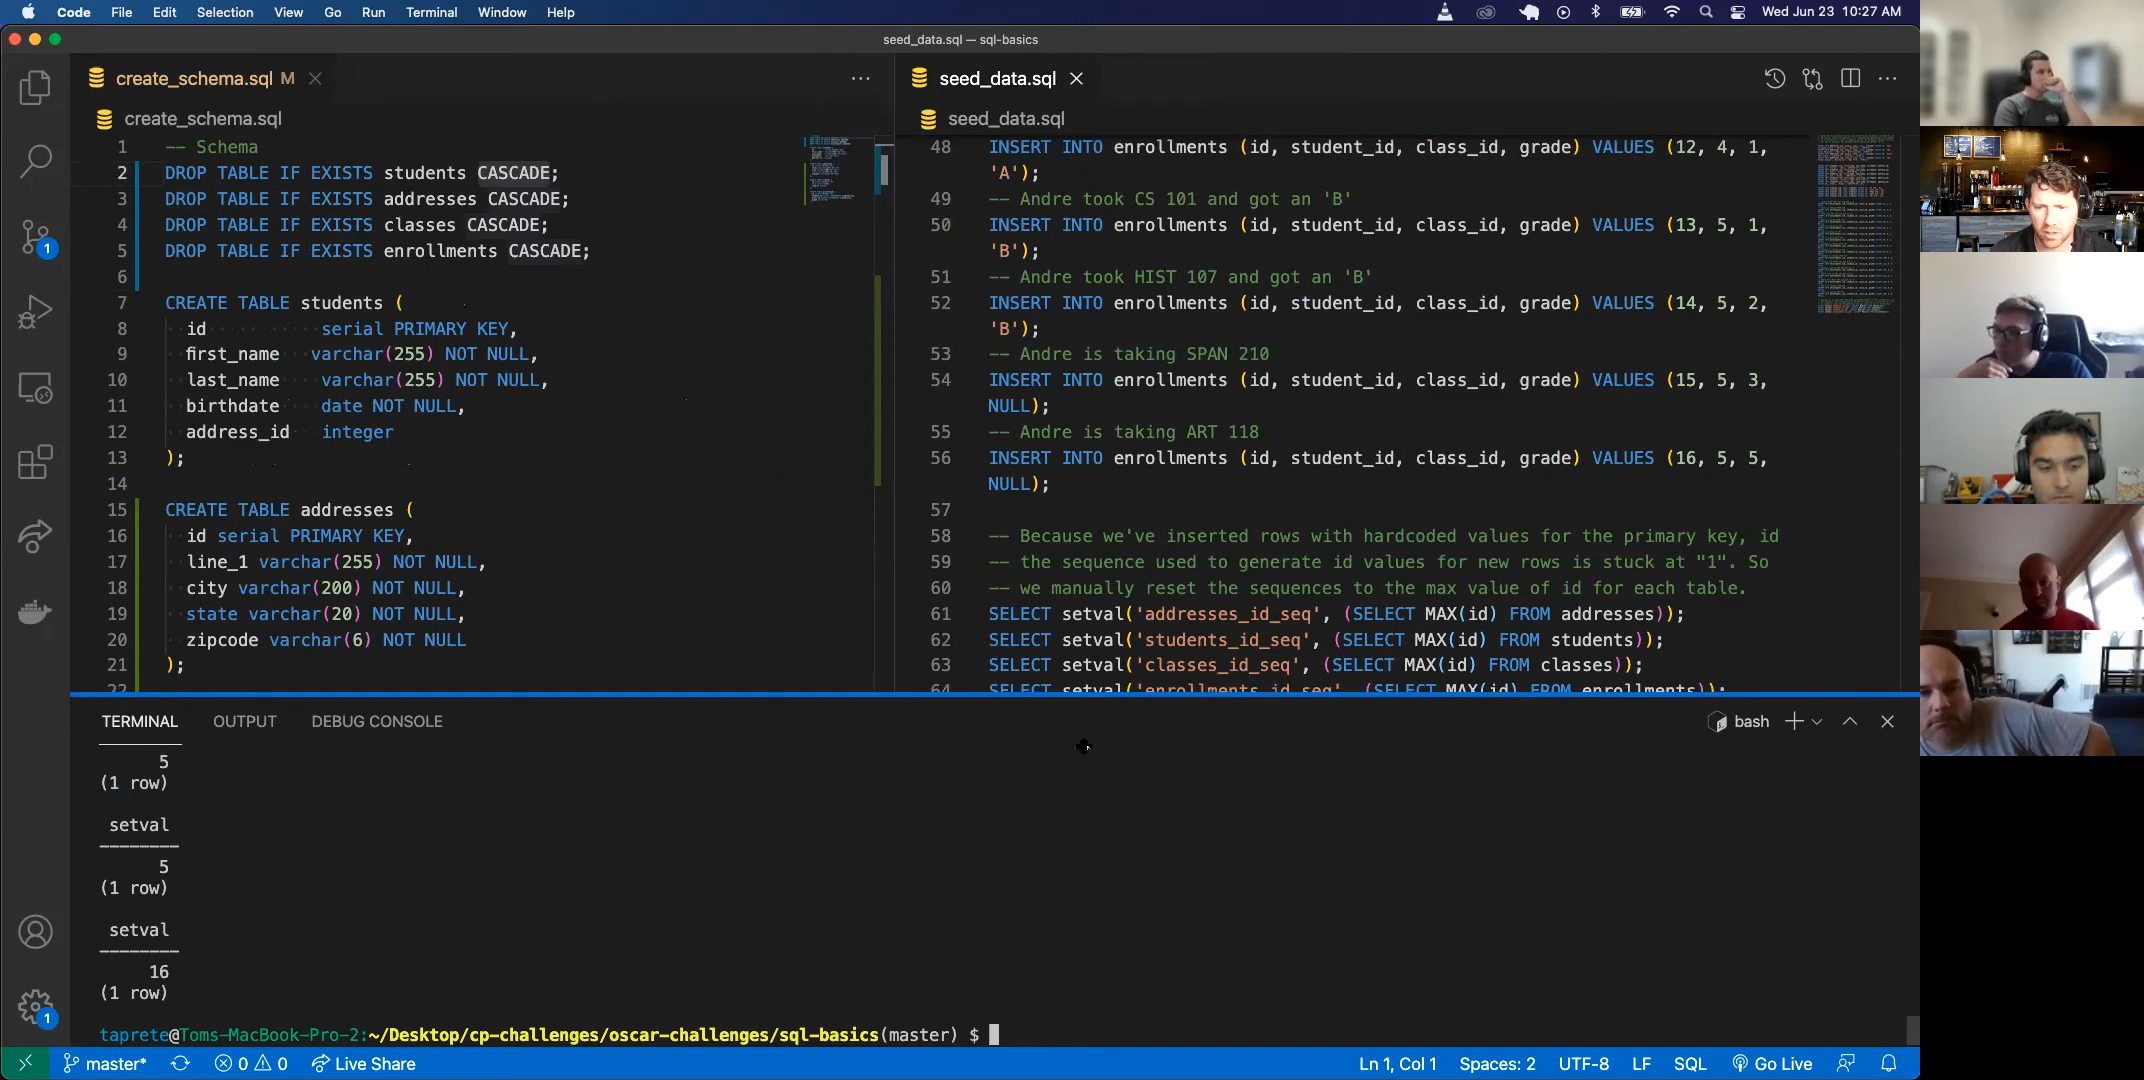 Code File Edit Selection View Go Run Terminal Window Help
Wed Jun 23 10:27 AM
seed_data.sql — sql-basics
create_schema.sql M
create_schema.sql
1 -- Schema
2 DROP TABLE IF EXISTS students CASCADE;
3 DROP TABLE IF EXISTS addresses CASCADE;
4 DROP TABLE IF EXISTS classes CASCADE;
5 DROP TABLE IF EXISTS enrollments CASCADE;
6
7 CREATE TABLE students (
8 id serial PRIMARY KEY,
9 first_name varchar(255) NOT NULL,
10 last_name varchar(255) NOT NULL,
11 birthdate date NOT NULL,
12 address_id integer
13 );
14
15 CREATE TABLE addresses (
16 id serial PRIMARY KEY,
17 line_1 varchar(255) NOT NULL,
18 city varchar(200) NOT NULL,
19 state varchar(20) NOT NULL,
20 zipcode varchar(6) NOT NULL
21 );
22
seed_data.sql
seed_data.sql
48 INSERT INTO enrollments (id, student_id, class_id, grade) VALUES (12, 4, 1,
'A');
49 -- Andre took CS 101 and got an 'B'
50 INSERT INTO enrollments (id, student_id, class_id, grade) VALUES (13, 5, 1,
'B');
51 -- Andre took HIST 107 and got an 'B'
52 INSERT INTO enrollments (id, student_id, class_id, grade) VALUES (14, 5, 2,
'B');
53 -- Andre is taking SPAN 210
54 INSERT INTO enrollments (id, student_id, class_id, grade) VALUES (15, 5, 3,
NULL);
55 -- Andre is taking ART 118
56 INSERT INTO enrollments (id, student_id, class_id, grade) VALUES (16, 5, 5,
NULL);
57
58 -- Because we've inserted rows with hardcoded values for the primary key, id
59 -- the sequence used to generate id values for new rows is stuck at "1". So
60 -- we manually reset the sequences to the max value of id for each table.
61 SELECT setval('addresses_id_seq', (SELECT MAX(id) FROM addresses));
62 SELECT setval('students_id_seq', (SELECT MAX(id) FROM students));
63 SELECT setval('classes_id_seq', (SELECT MAX(id) FROM classes));
64 SELECT setval('enrollments_id_seq', (SELECT MAX(id) FROM enrollments));
1
1
TERMINAL OUTPUT DEBUG CONSOLE
bash
5
(1 row)
setval
--------
5
(1 row)
setval
--------
16
(1 row)
taprete@Toms-MacBook-Pro-2:~/Desktop/cp-challenges/oscar-challenges/sql-basics(master) $
master* 0 0 Live Share
Ln 1, Col 1 Spaces: 2 UTF-8 LF SQL Go Live